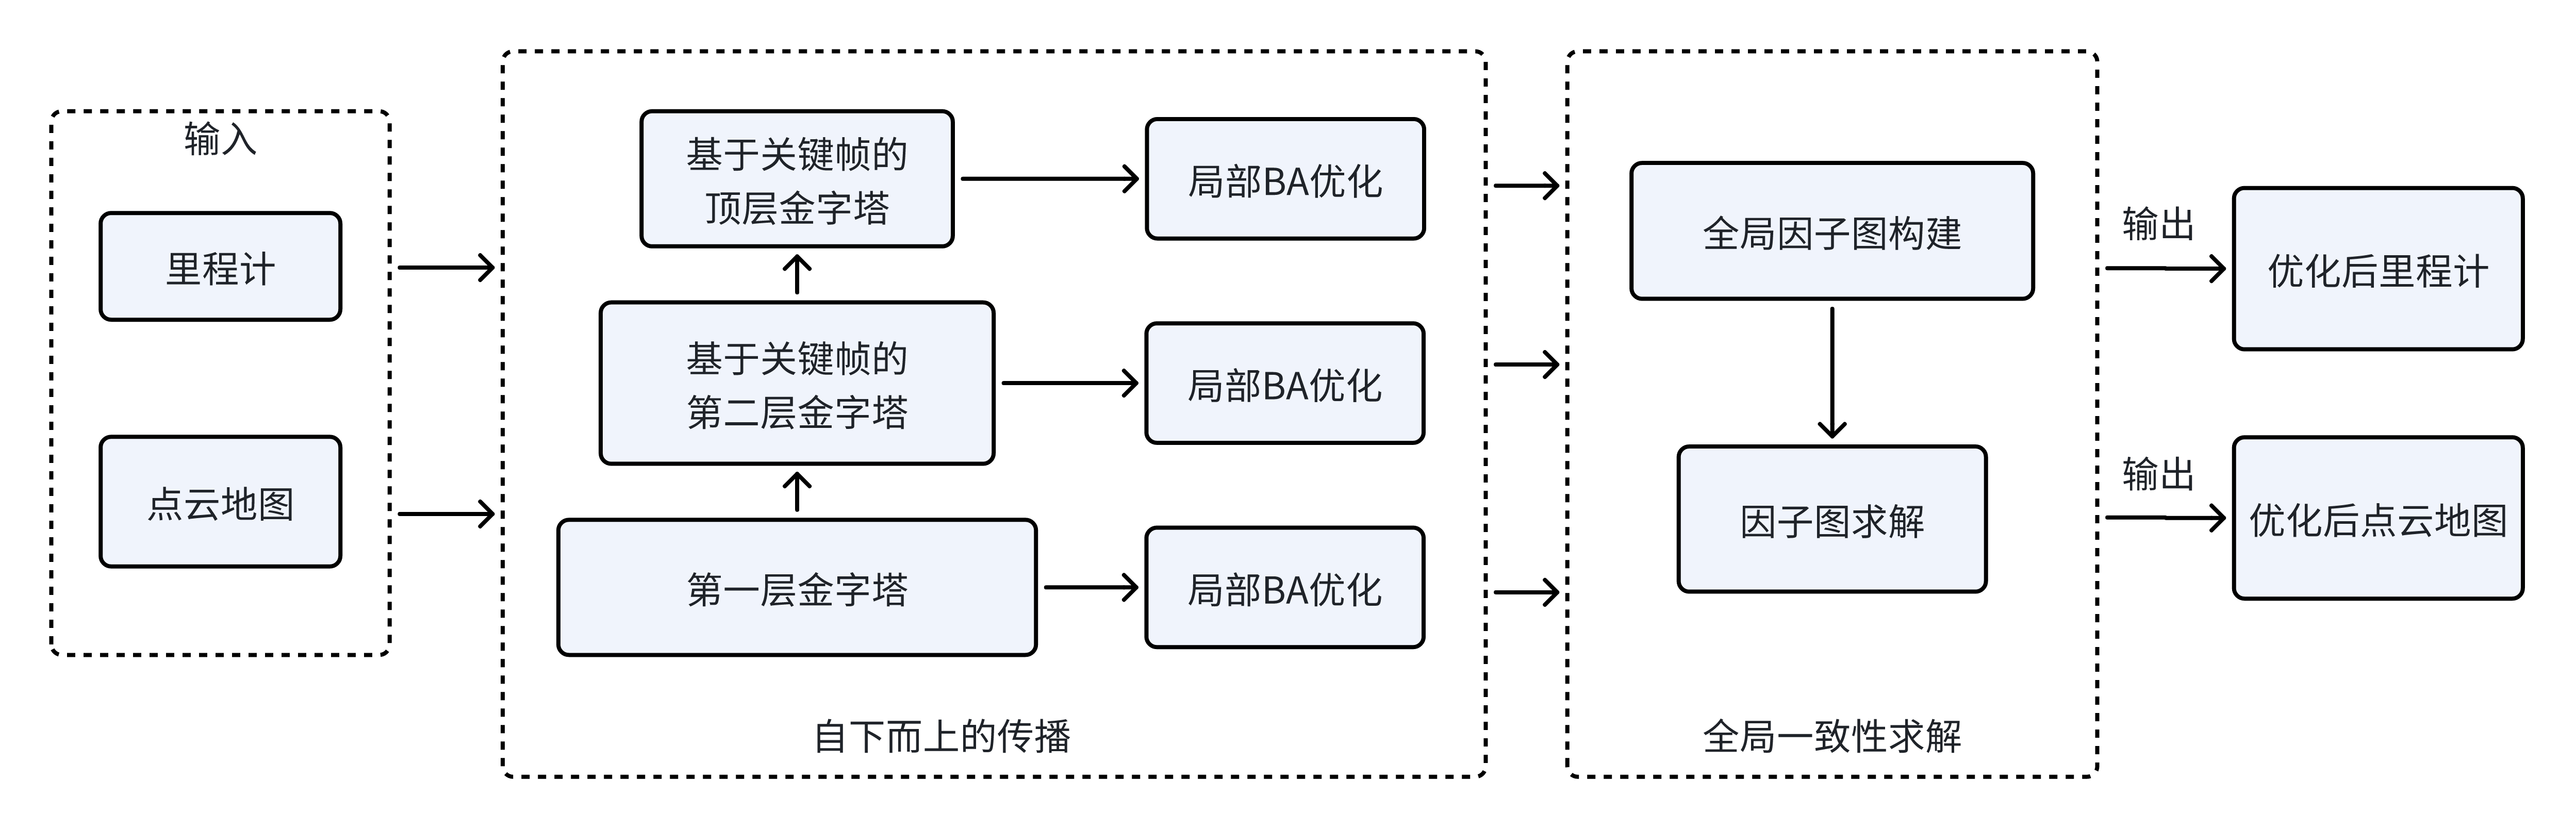 输入
里程计
点云地图
基于关键帧的
顶层金字塔
局部BA优化
基于关键帧的
第二层金字塔
局部BA优化
第一层金字塔
局部BA优化
自下而上的传播
全局因子图构建
因子图求解
全局一致性求解
输出
优化后里程计
输出
优化后点云地图